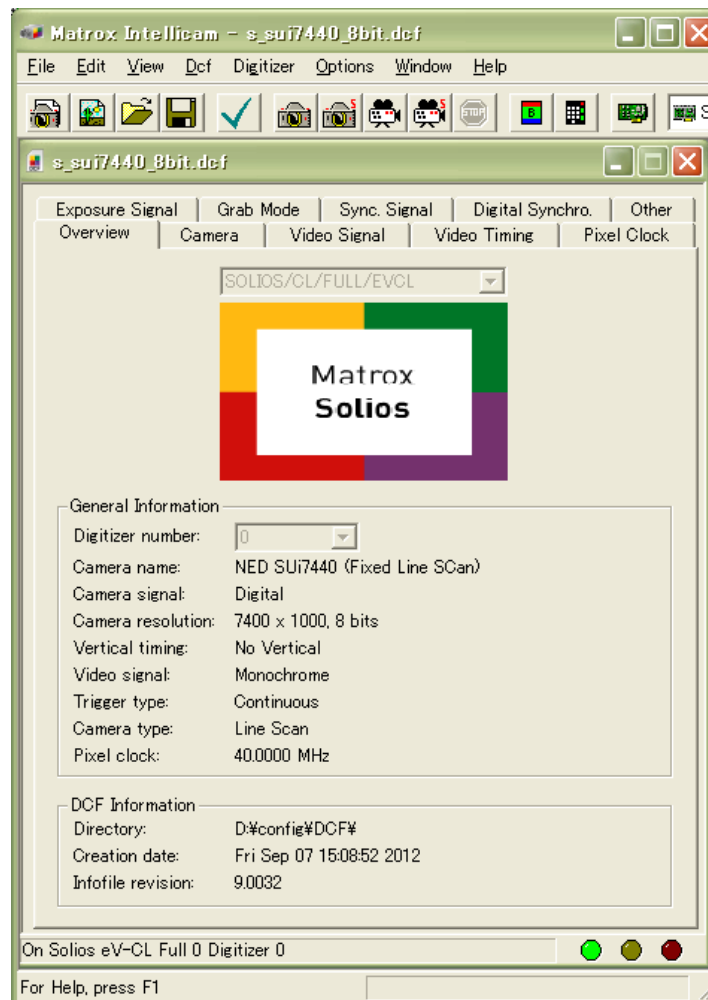 Matrox Intellicam - s_sui7440_8bit.dcf
File Edit View Dcf Digitizer Options Window Help
S S STOP B S
s_sui7440_8bit.dcf
Exposure Signal Grab Mode Sync. Signal Digital Synchro. Other
Overview Camera Video Signal Video Timing Pixel Clock
SOLIOS/CL/FULL/EVCL
Matrox
Solios
General Information
Digitizer number: 0
Camera name: NED SUi7440 (Fixed Line SCan)
Camera signal: Digital
Camera resolution: 7400 x 1000, 8 bits
Vertical timing: No Vertical
Video signal: Monochrome
Trigger type: Continuous
Camera type: Line Scan
Pixel clock: 40.0000 MHz
DCF Information
Directory: D:¥config¥DCF¥
Creation date: Fri Sep 07 15:08:52 2012
Infofile revision: 9.0032
On Solios eV-CL Full 0 Digitizer 0
For Help, press F1